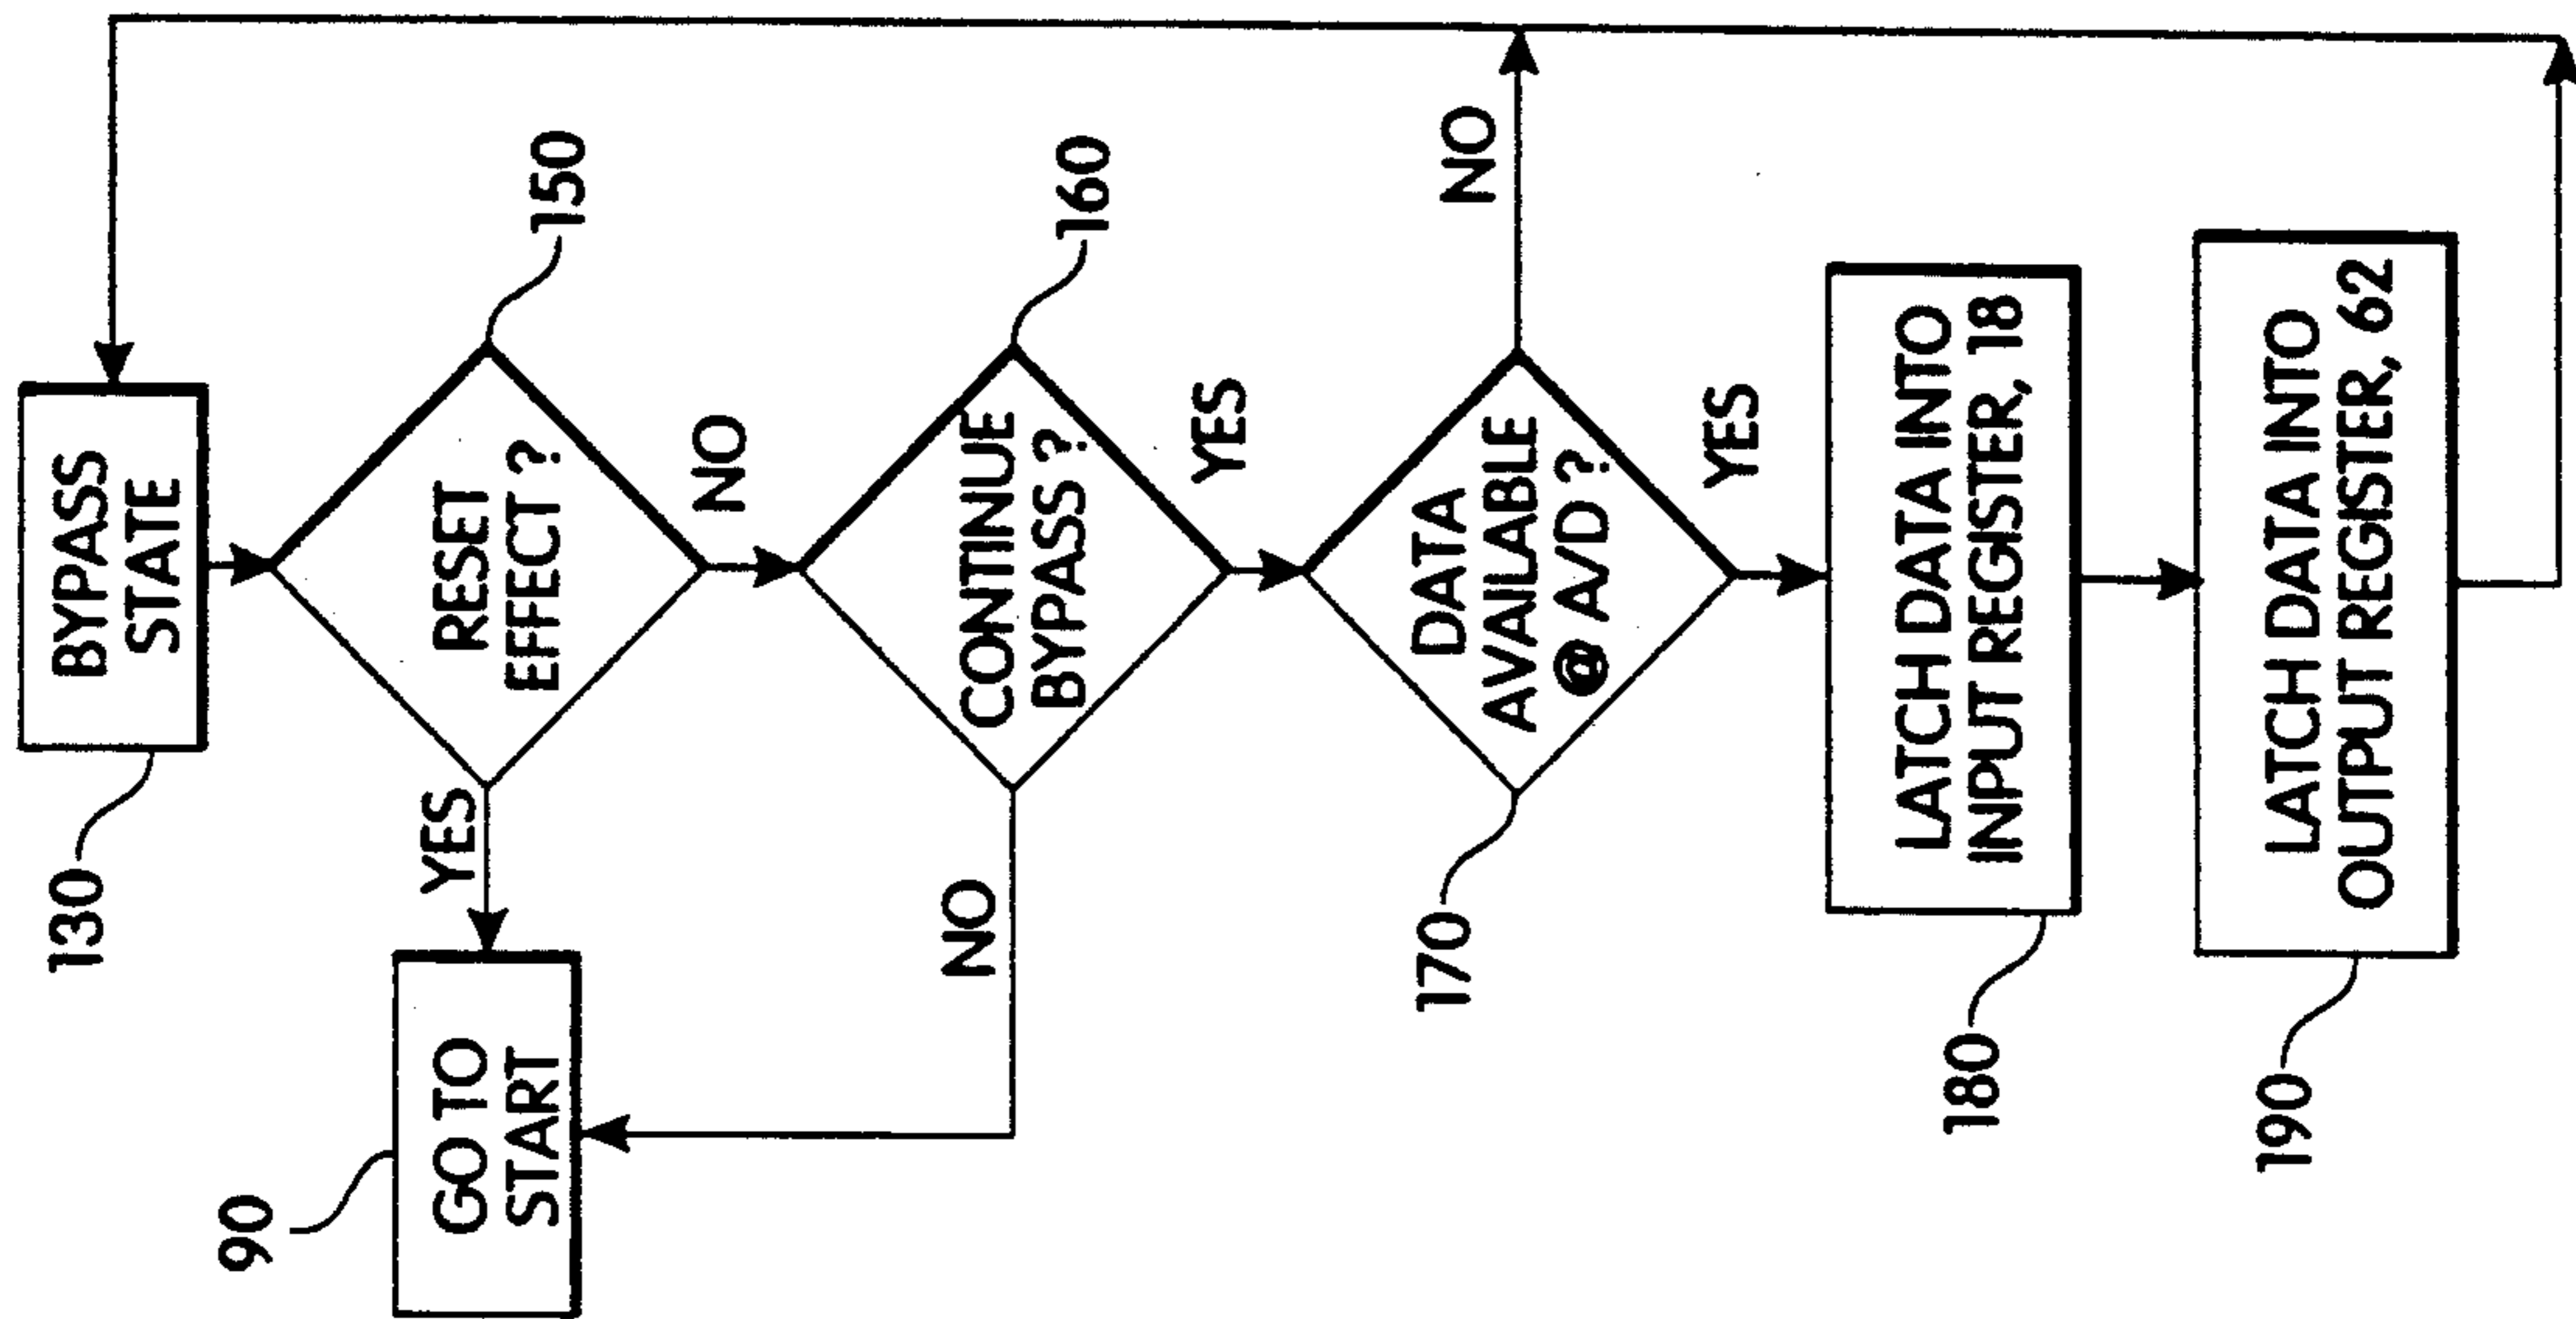 BYPASS
STATE
130
RESET
EFFECT ?
150
YES
NO
GO TO
START
90
CONTINUE
BYPASS ?
160
NO
YES
DATA
AVAILABLE
@ A/D ?
170
NO
YES
LATCH DATA INTO
INPUT REGISTER, 18
180
LATCH DATA INTO
OUTPUT REGISTER, 62
190